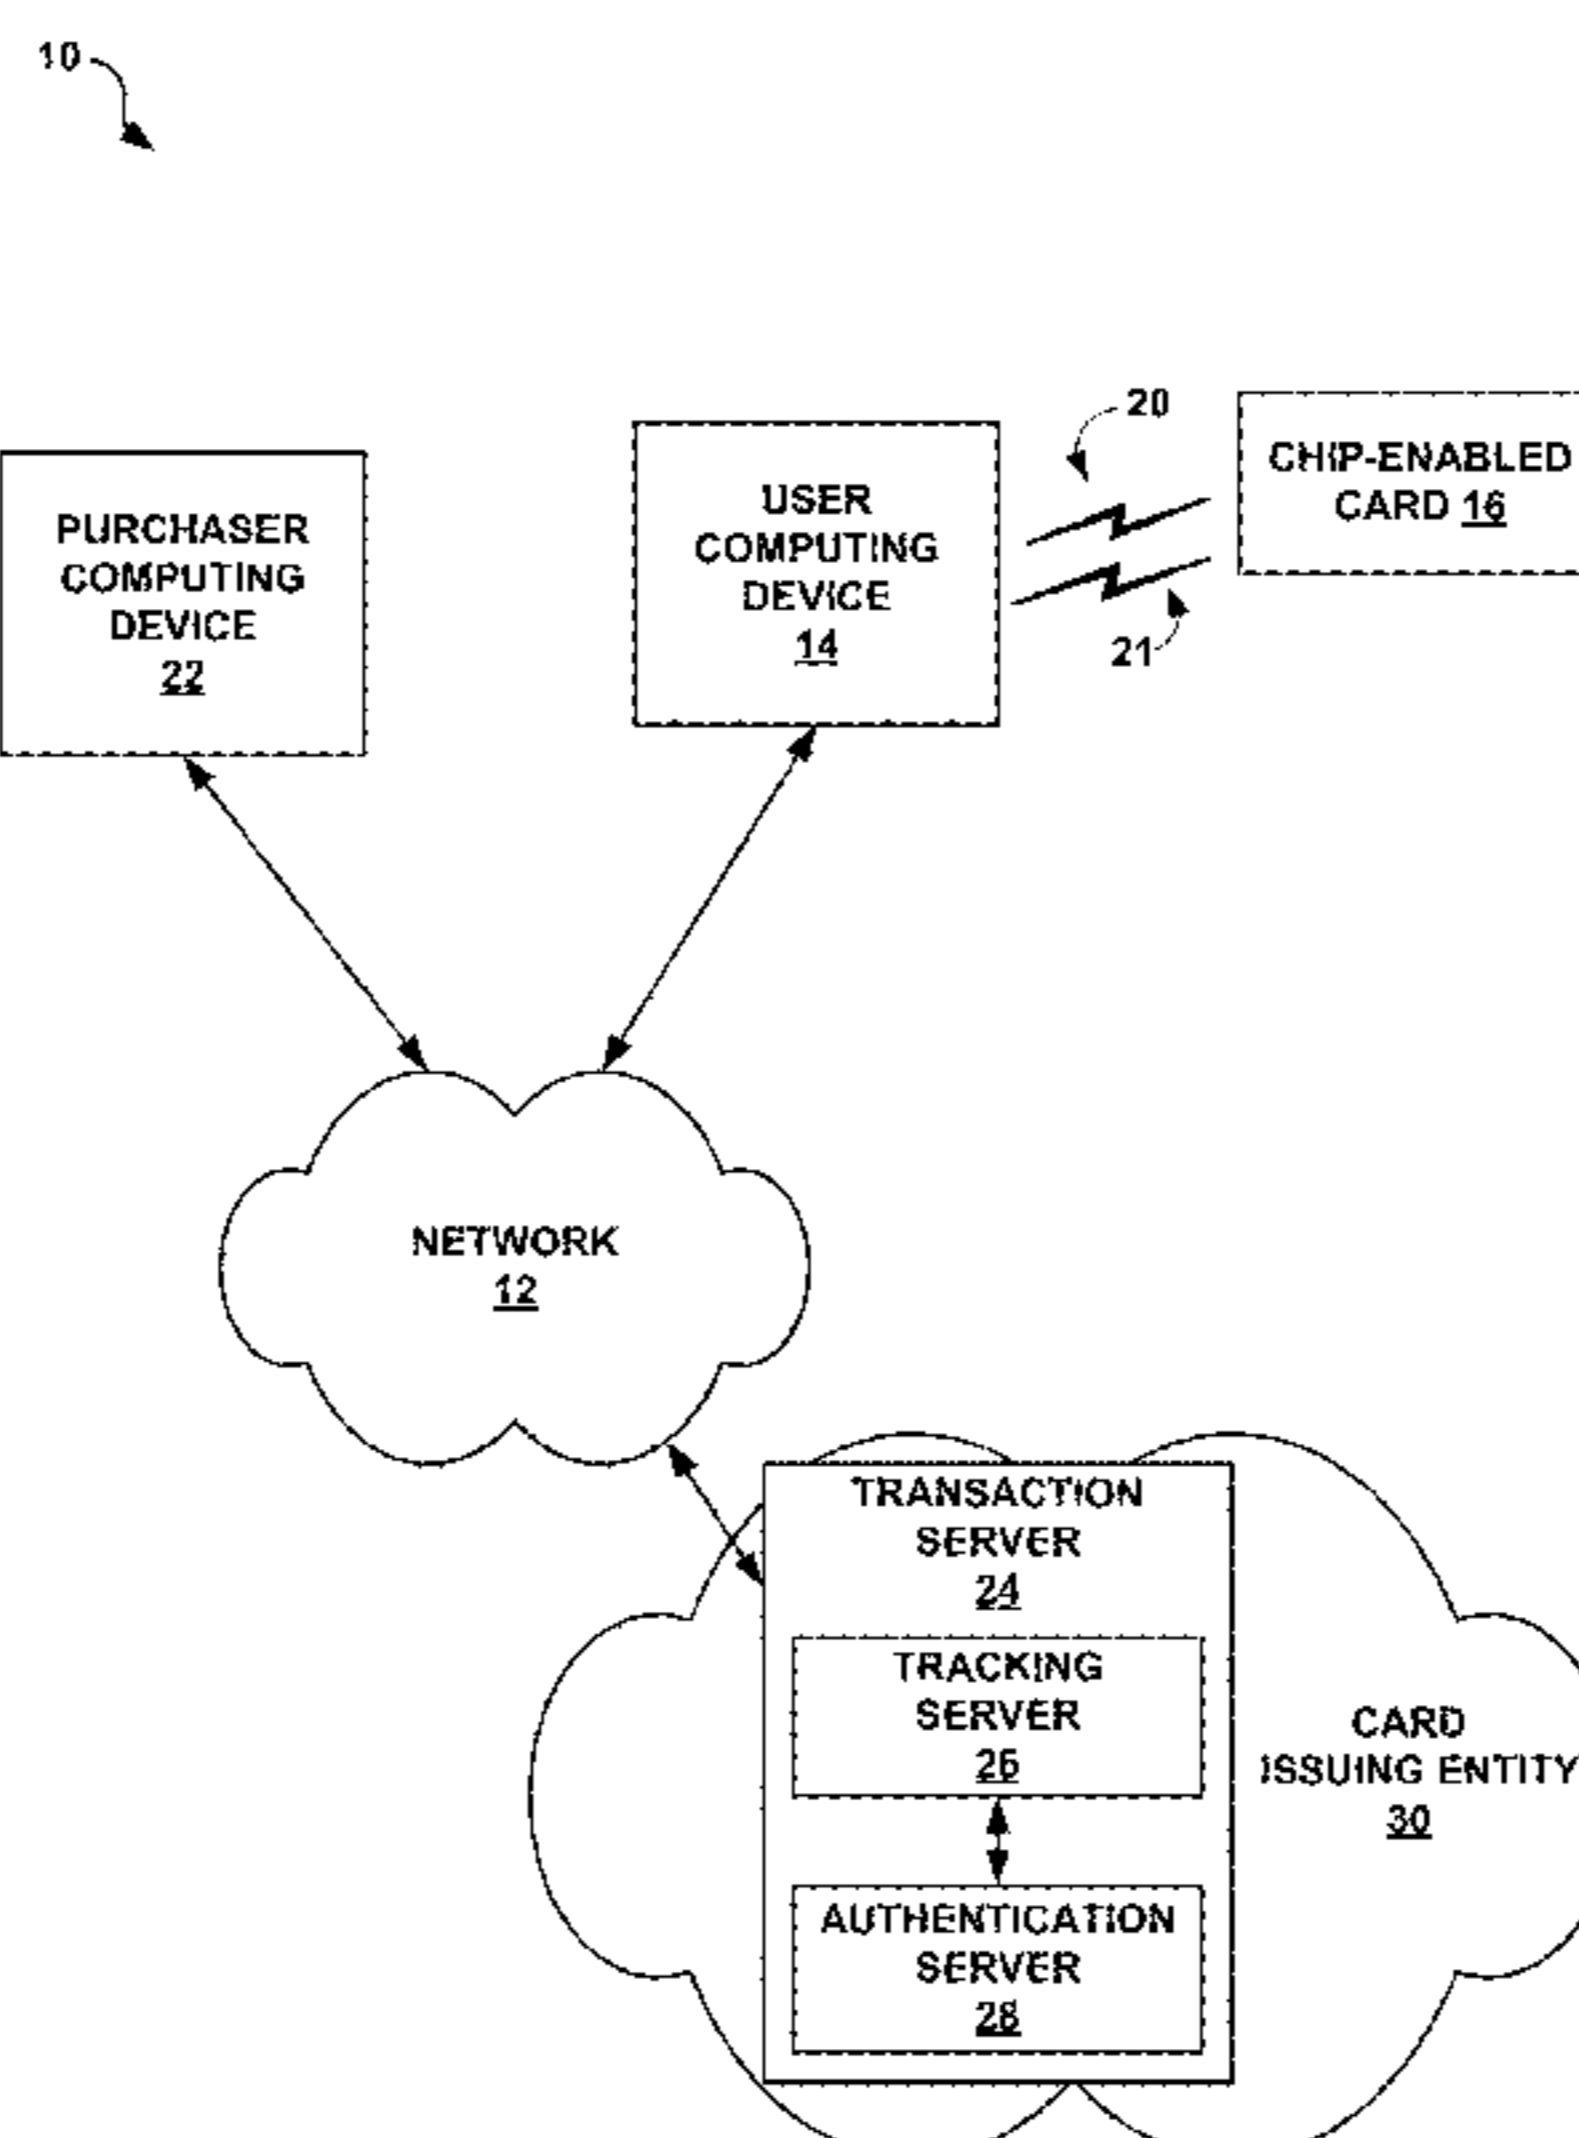 10
20
CHIP-ENABLED
CARD 16
USER
COMPUTING
DEVICE
14
PURCHASER
COMPUTING
DEVICE
22
21
NETWORK
12
TRANSACTION
SERVER
24
TRACKING
SERVER
26
CARD
ISSUING ENTITY
30
AUTHENTICATION
SERVER
28